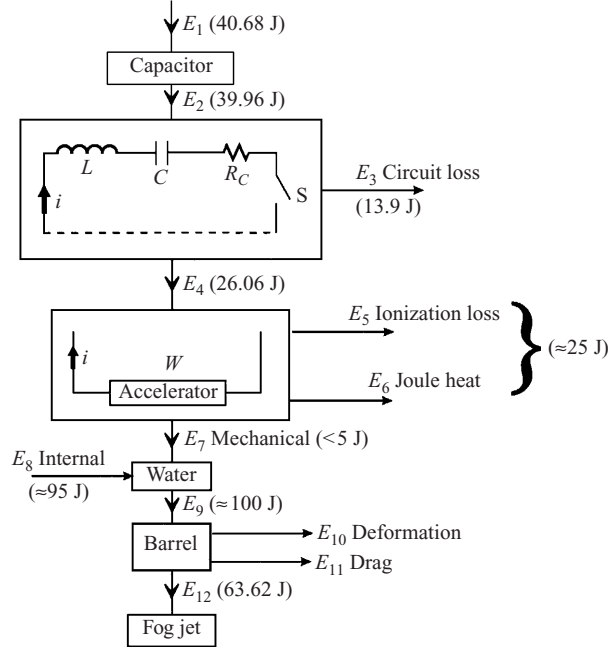 E₁ (40.68 J)
Capacitor
E₂ (39.96 J)
L
C
R_C
S
i
E₃ Circuit loss
(13.9 J)
E₄ (26.06 J)
i
W
Accelerator
E₅ Ionization loss
E₆ Joule heat
(≈25 J)
E₇ Mechanical (<5 J)
E₈ Internal
(≈95 J)
Water
E₉ (≈100 J)
Barrel
E₁₀ Deformation
E₁₁ Drag
E₁₂ (63.62 J)
Fog jet